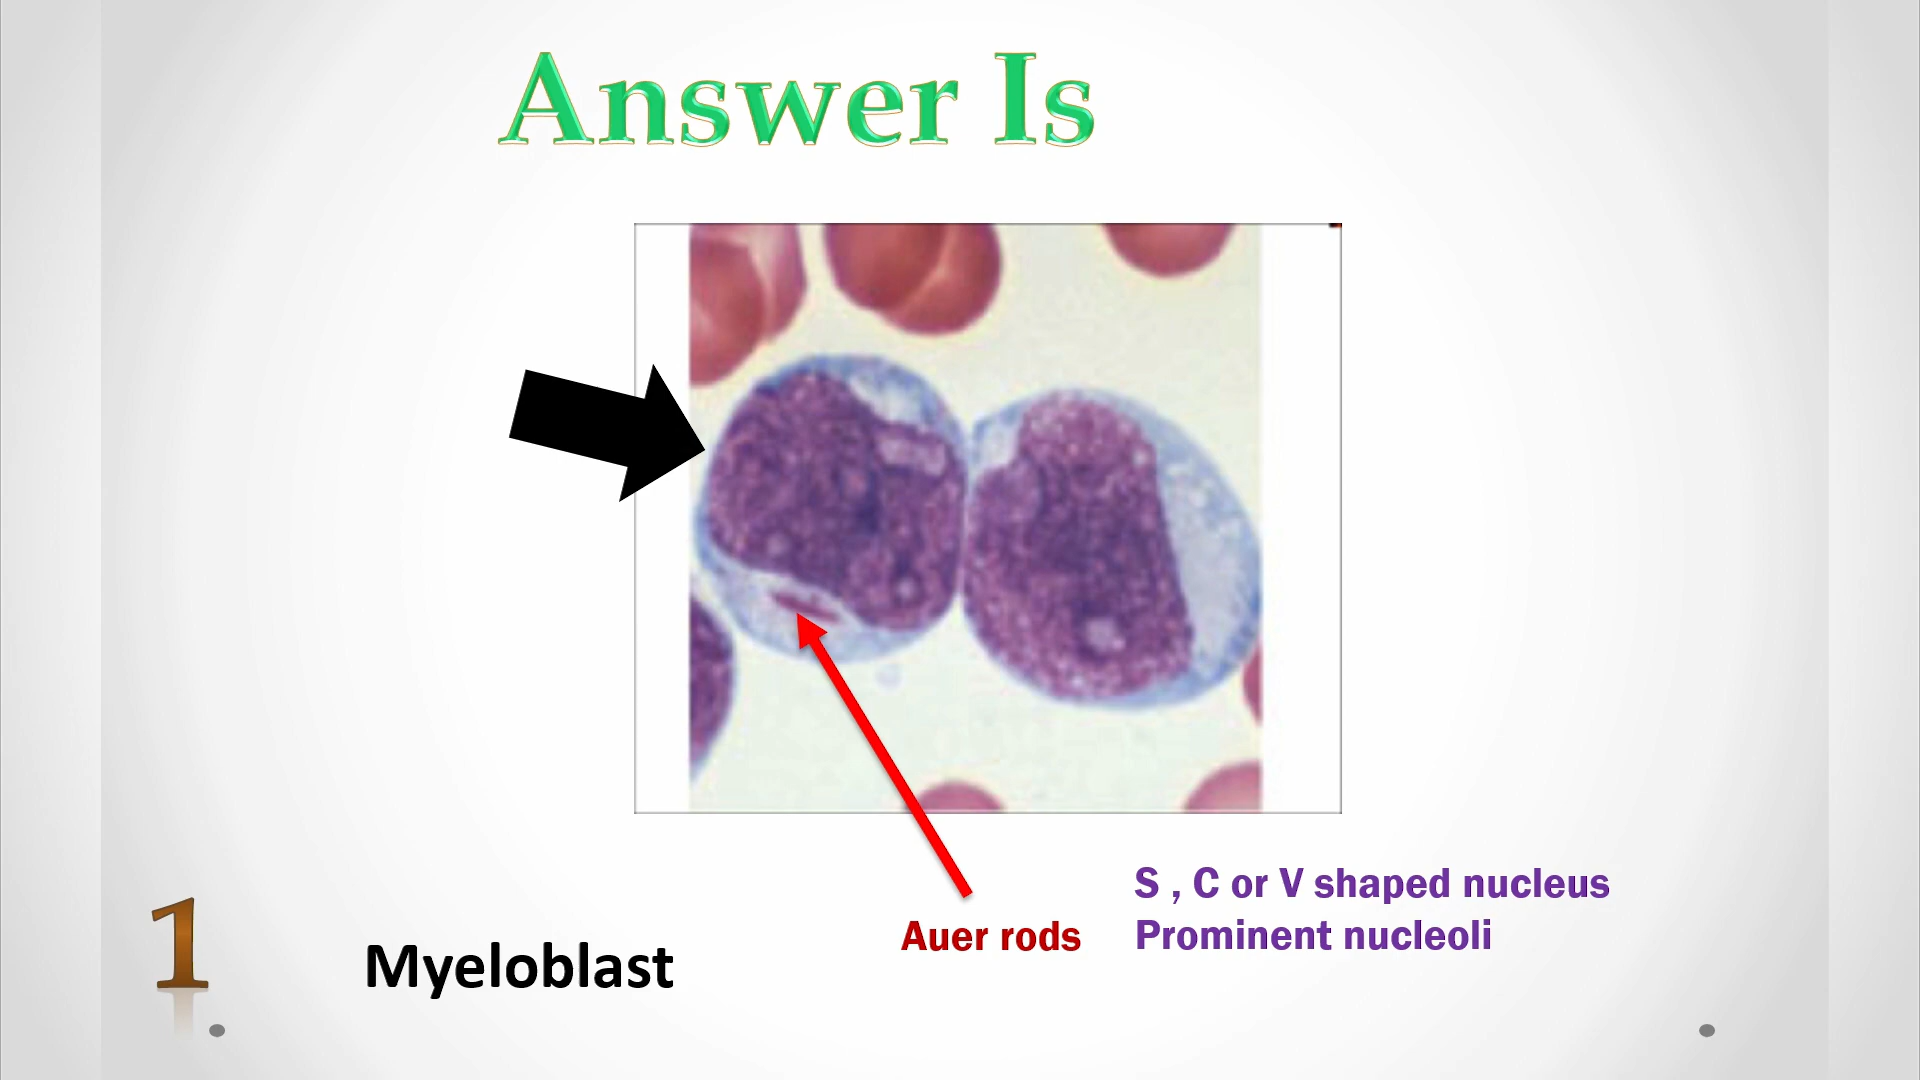 Answer Is
Auer rods
S , C or V shaped nucleus
Prominent nucleoli
1
Myeloblast